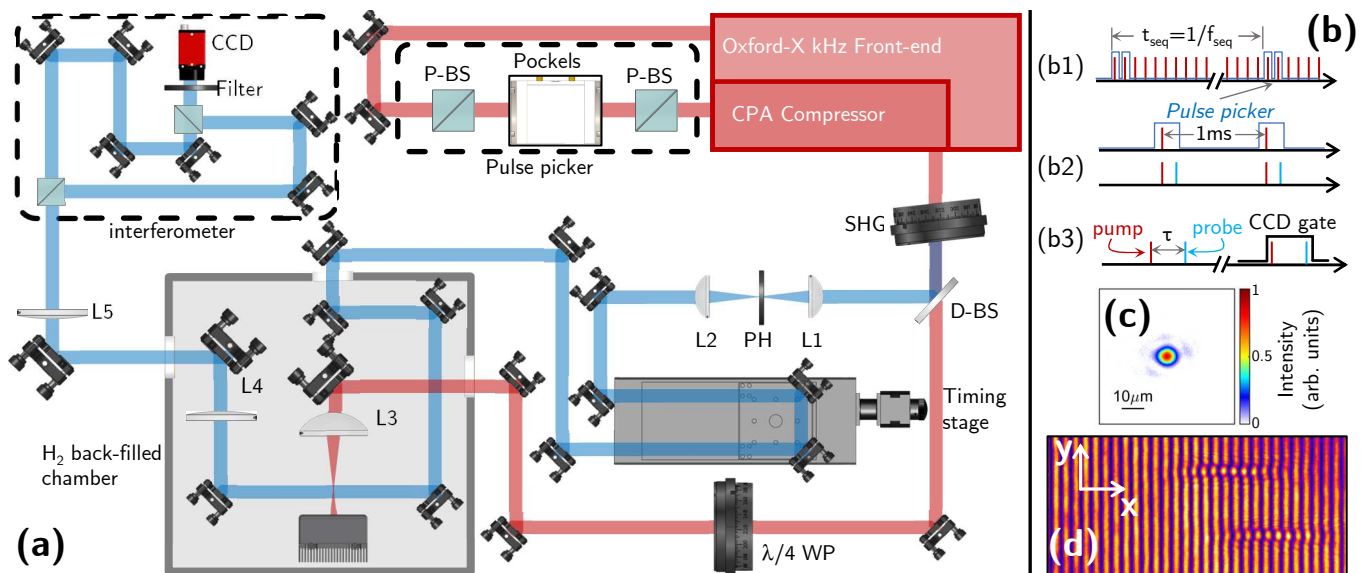 CCD
Filter
interferometer
P-BS
Pockels
P-BS
Pulse picker
Oxford-X kHz Front-end
CPA Compressor
SHG
D-BS
L5
L4
L3
L2
PH
L1
Timing
stage
H₂ back-filled
chamber
λ/4 WP
(a)
(b)
(b1)
t_seq=1/f_seq
Pulse picker
1ms
(b2)
(b3)
pump
τ
probe
CCD gate
(c)
10μm
1
0.5
0
Intensity
(arb. units)
y
x
(d)